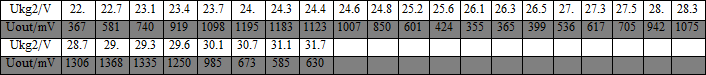 Ukg2/V 22. 22.7 23.1 23.4 23.7 24. 24.3 24.4 24.6 24.8 25.2 25.6 26.1 26.3 26.5 27. 27.3 27.5 28. 28.3
Uout/mV 367 581 740 919 1098 1195 1183 1123 1007 850 601 424 355 365 399 536 617 705 942 1075
Ukg2/V 28.7 29. 29.3 29.6 30.1 30.7 31.1 31.7
Uout/mV 1306 1368 1335 1250 985 673 585 630